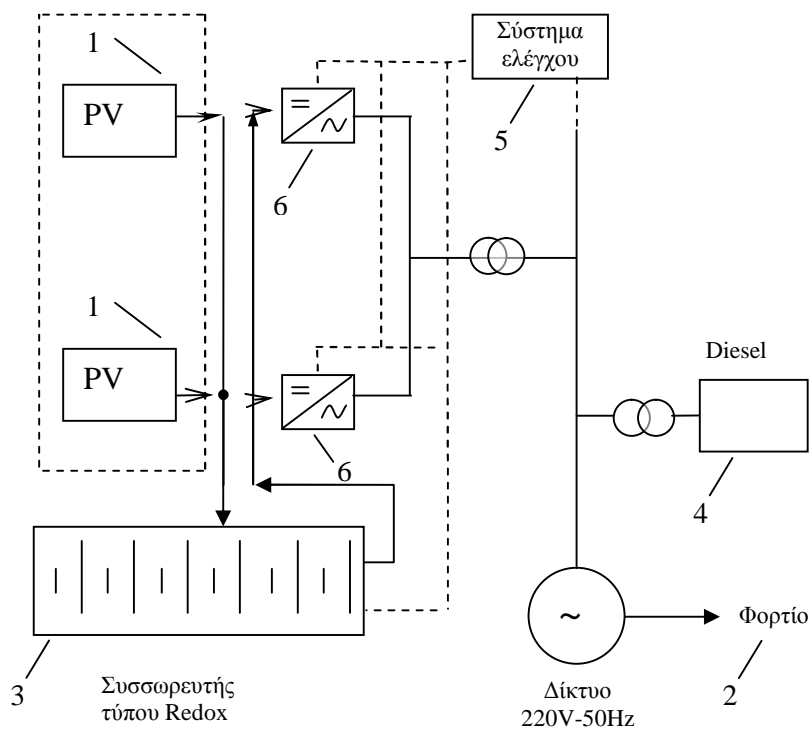 1
PV
Σύστημα
ελέγχου
5
6
1
PV
Diesel
6
4
~
Φορτίο
3
Συσσωρευτής
τύπου Redox
Δίκτυο
220V-50Hz
2